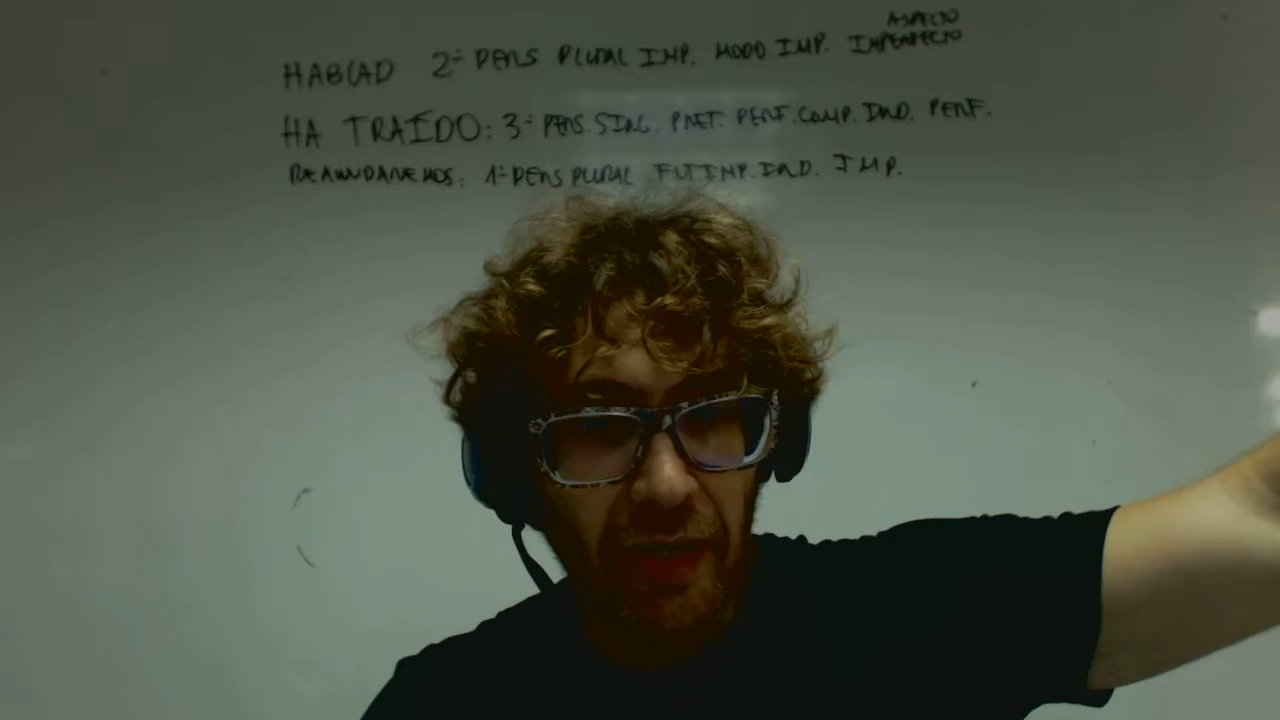 ASPECTO
HABLAD 2ª PERS PLURAL IMP. MODO IMP. IMPERFECTO
HA TRAÍDO: 3ª PERS. SING. PRET. PERF. COMP. IND. PERF.
REANUDAREMOS: 1ª PERS PLURAL FUT IMP. IND. IMP.